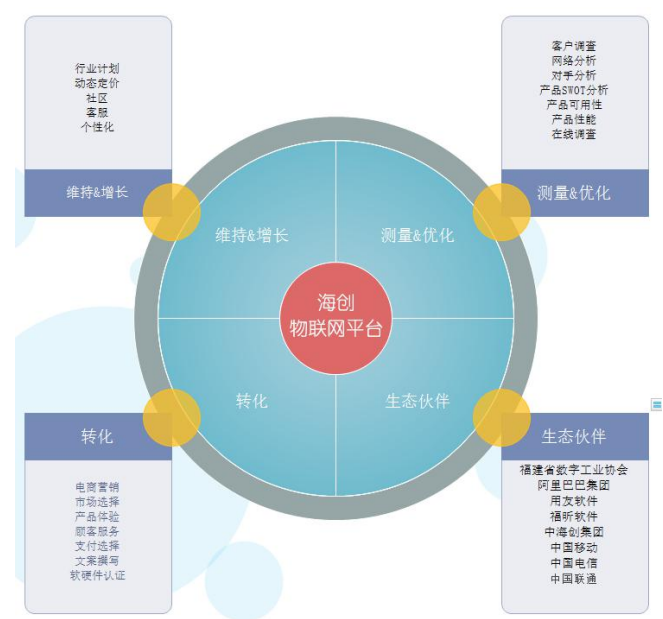 行业计划
动态定价
社区
客服
个性化
维持&增长
客户调查
网络分析
对手分析
产品SWOT分析
产品可用性
产品性能
在线调查
测量&优化
维持&增长
测量&优化
海创
物联网平台
转化
生态伙伴
转化
电商营销
市场选择
产品体验
顾客服务
支付选择
文案撰写
软硬件认证
生态伙伴
福建省数字工业协会
阿里巴巴集团
用友软件
福昕软件
中海创集团
中国移动
中国电信
中国联通